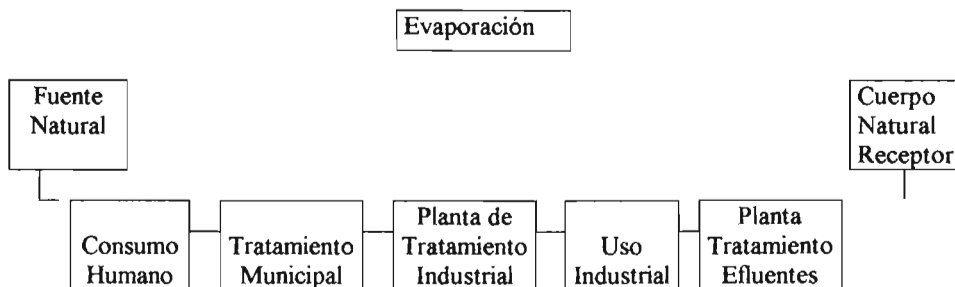 Evaporación
Fuente
Natural
Cuerpo
Natural
Receptor
Consumo
Humano
Tratamiento
Municipal
Planta de
Tratamiento
Industrial
Uso
Industrial
Planta
Tratamiento
Efluentes